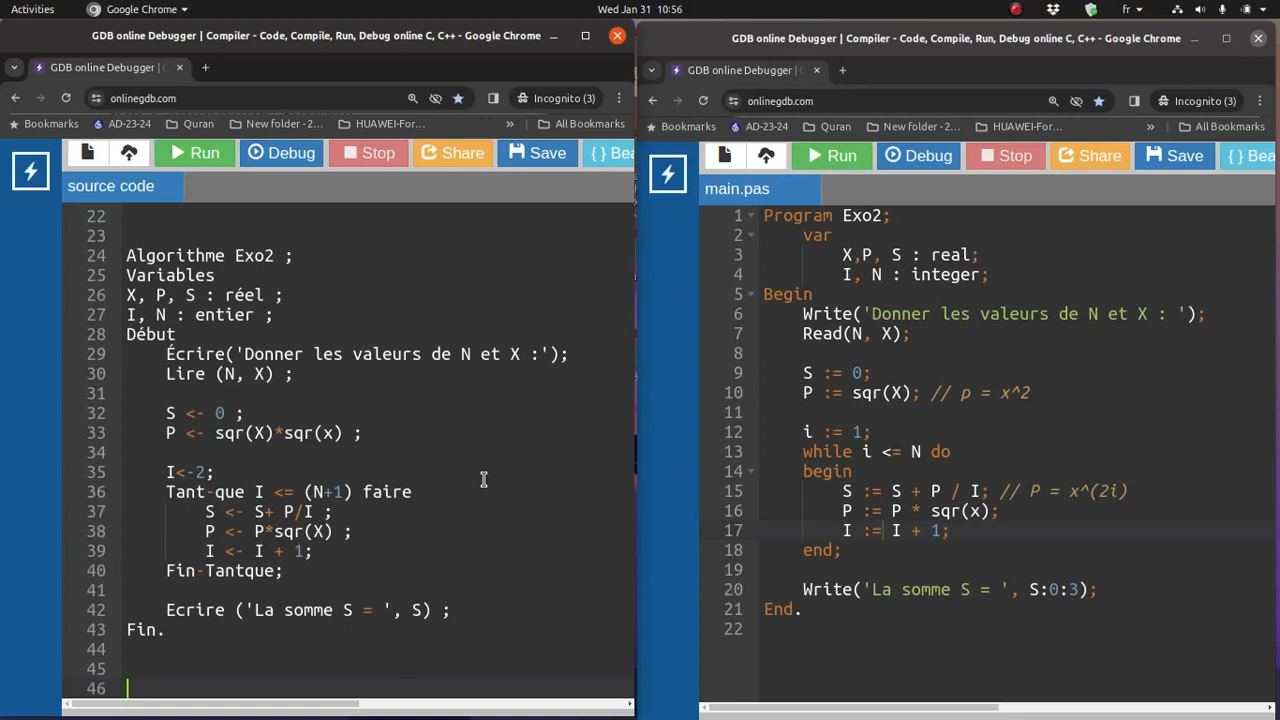 Activities
Google Chrome
Wed Jan 31 10:56
fr
GDB online Debugger | Compiler - Code, Compile, Run, Debug online C, C++ - Google Chrome
GDB online Debugger | C
onlinegdb.com
Incognito (3)
Bookmarks
AD-23-24
Quran
New folder - 2...
HUAWEI-For...
»
All Bookmarks
Run
Debug
Stop
Share
Save
{ } Bea
source code
22
23
24 Algorithme Exo2 ;
25 Variables
26 X, P, S : réel ;
27 I, N : entier ;
28 Début
29 Écrire('Donner les valeurs de N et X :');
30 Lire (N, X) ;
31
32 S <- 0 ;
33 P <- sqr(X)*sqr(x) ;
34
35 I<-2;
36 Tant-que I <= (N+1) faire
37 S <- S+ P/I ;
38 P <- P*sqr(X) ;
39 I <- I + 1;
40 Fin-Tantque;
41
42 Ecrire ('La somme S = ', S) ;
43 Fin.
44
45
46
GDB online Debugger | Compiler - Code, Compile, Run, Debug online C, C++ - Google Chrome
GDB online Debugger | C
onlinegdb.com
Incognito (3)
Bookmarks
AD-23-24
Quran
New folder - 2...
HUAWEI-For...
»
All Bookmarks
Run
Debug
Stop
Share
Save
{ } Bea
main.pas
1 Program Exo2;
2 var
3 X,P, S : real;
4 I, N : integer;
5 Begin
6 Write('Donner les valeurs de N et X : ');
7 Read(N, X);
8
9 S := 0;
10 P := sqr(X); // p = x^2
11
12 i := 1;
13 while i <= N do
14 begin
15 S := S + P / I; // P = x^(2i)
16 P := P * sqr(x);
17 I := I + 1;
18 end;
19
20 Write('La somme S = ', S:0:3);
21 End.
22